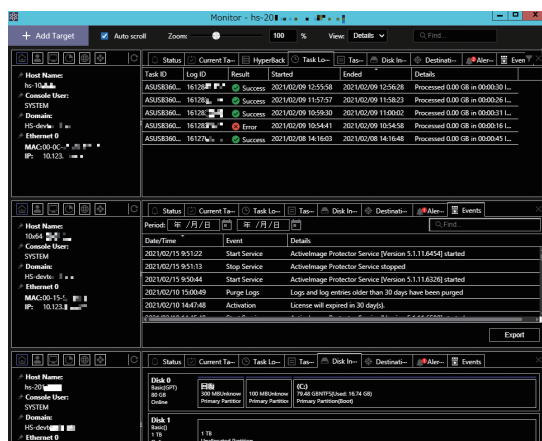 Monitor - hs-20
+ Add Target
Auto scroll
Zoom:
100 %
View: Details
Find...
Status
Current Ta--
HyperBack
Task Lo--
Tas--
Disk In--
Destinati--
Aler--
Even
Host Name:
hs-10
Console User:
SYSTEM
Domain:
HS-devte
Ethernet 0
MAC:00-0C-
IP: 10.123.
Task ID Log ID Result Started Ended Details
ASUSB360... 16128 Success 2021/02/09 12:55:58 2021/02/09 12:56:28 Processed 0.00 GB in 00:00:30 I...
ASUSB360... 16128 Success 2021/02/09 11:57:57 2021/02/09 11:58:23 Processed 0.00 GB in 00:00:26 I...
ASUSB360... 16128 Success 2021/02/09 10:59:30 2021/02/09 11:00:02 Processed 0.00 GB in 00:00:31 I...
ASUSB360... 16128 Error 2021/02/09 10:54:41 2021/02/09 10:54:58 Processed 0.00 GB in 00:00:16 I...
ASUSB360... 16127 Success 2021/02/08 14:16:03 2021/02/08 14:16:48 Processed 0.00 GB in 00:00:45 I...
Status
Current Ta--
Task Lo--
Tas--
Disk In--
Destinati--
Aler--
Events
Host Name:
10x64
Console User:
SYSTEM
Domain:
HS-devte
Ethernet 0
MAC:00-15-
IP: 10.123.
Period: 年 /月/日 年 /月/日
Find...
Date/Time Event Details
2021/02/15 9:51:22 Start Service ActiveImage Protector Service [Version 5.1.11.6454] started
2021/02/15 9:51:13 Stop Service ActiveImage Protector Service stopped
2021/02/15 9:50:44 Start Service ActiveImage Protector Service [Version 5.1.11.6326] started
2021/02/10 15:00:49 Purge Logs Logs and log entries older than 30 days have been purged
2021/02/10 14:47:48 Activation License will expired in 30 day(s).
Export
Status
Current Ta--
Task Lo--
Tas--
Disk In--
Destinati--
Aler--
Events
Host Name:
hs-201
Console User:
SYSTEM
Domain:
HS-devt
Ethernet 0
Disk 0
Basic(GPT)
80 GB
Online
回復
300 MBUnknow
Primary Partition
100 MBUnknow
Primary Partition
(C:)
79.48 GBNTFS(Used: 16.74 GB)
Primary Partition(Boot)
Disk 1
Basic()
1 TB
1 TB